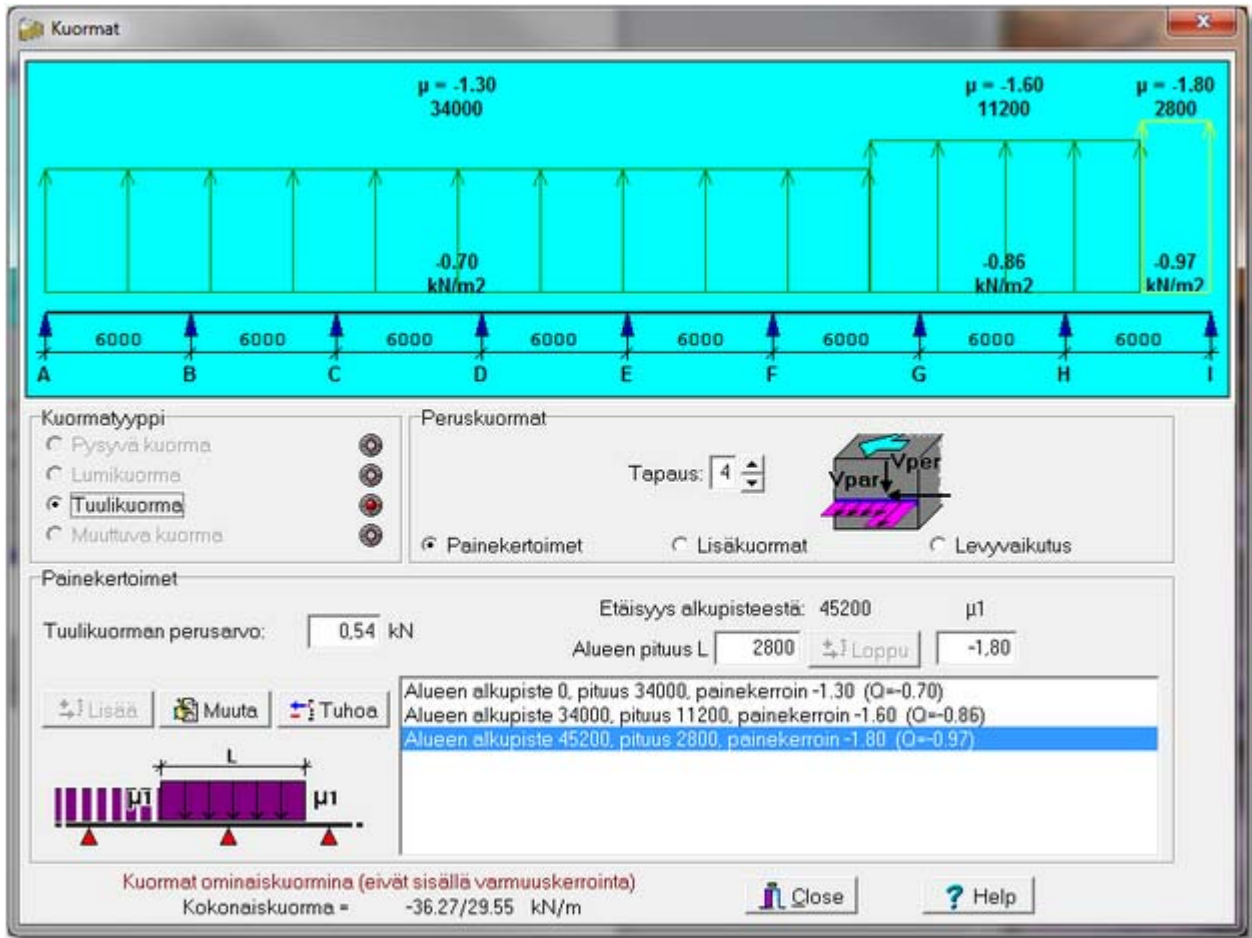 Kuormat
µ = -1.30
34000
µ = -1.60
11200
µ = -1.80
2800
-0.70
kN/m2
-0.86
kN/m2
-0.97
kN/m2
6000 6000 6000 6000 6000 6000 6000 6000
A B C D E F G H I
Kuormatyyppi
Pysyvä kuorma
Lumikuorma
Tuulikuorma
Muuttuva kuorma
Peruskuormat
Tapaus: 4
Vper
Vpar
Painekertoimet Lisäkuormat Levyvaikutus
Painekertoimet
Tuulikuorman perusarvo: 0,54 kN
Etäisyys alkupisteestä: 45200 µ1
Alueen pituus L 2800 Loppu -1,80
Lisää Muuta Tuhoa
Alueen alkupiste 0, pituus 34000, painekerroin -1.30 (Q=-0.70)
Alueen alkupiste 34000, pituus 11200, painekerroin -1.60 (Q=-0.86)
Alueen alkupiste 45200, pituus 2800, painekerroin -1.80 (Q=-0.97)
L
µ1 µ1
Kuormat ominaiskuormina (eivät sisällä varmuuskerrointa)
Kokonaiskuorma = -36.27/29.55 kN/m
Close
? Help